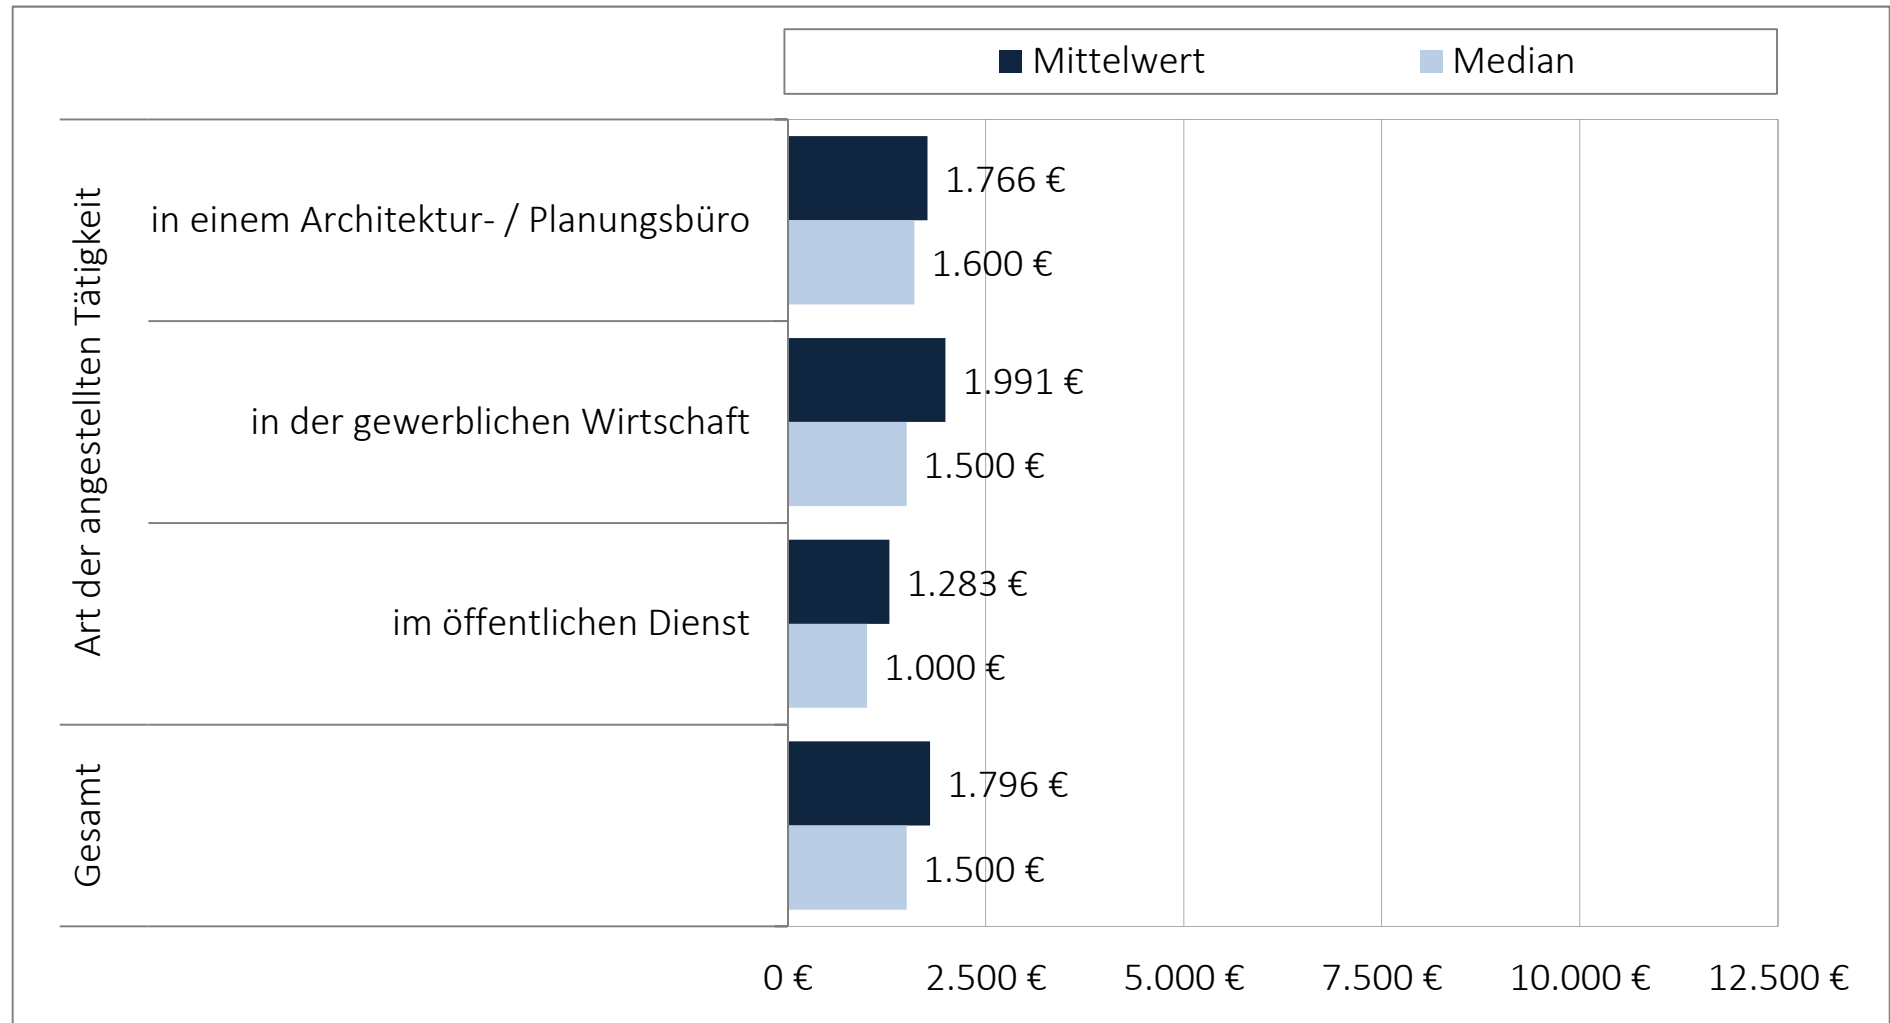 Mittelwert Median
Art der angestellten Tätigkeit
in einem Architektur- / Planungsbüro
1.766 €
1.600 €
in der gewerblichen Wirtschaft
1.991 €
1.500 €
im öffentlichen Dienst
1.283 €
1.000 €
Gesamt
1.796 €
1.500 €
0 € 2.500 € 5.000 € 7.500 € 10.000 € 12.500 €